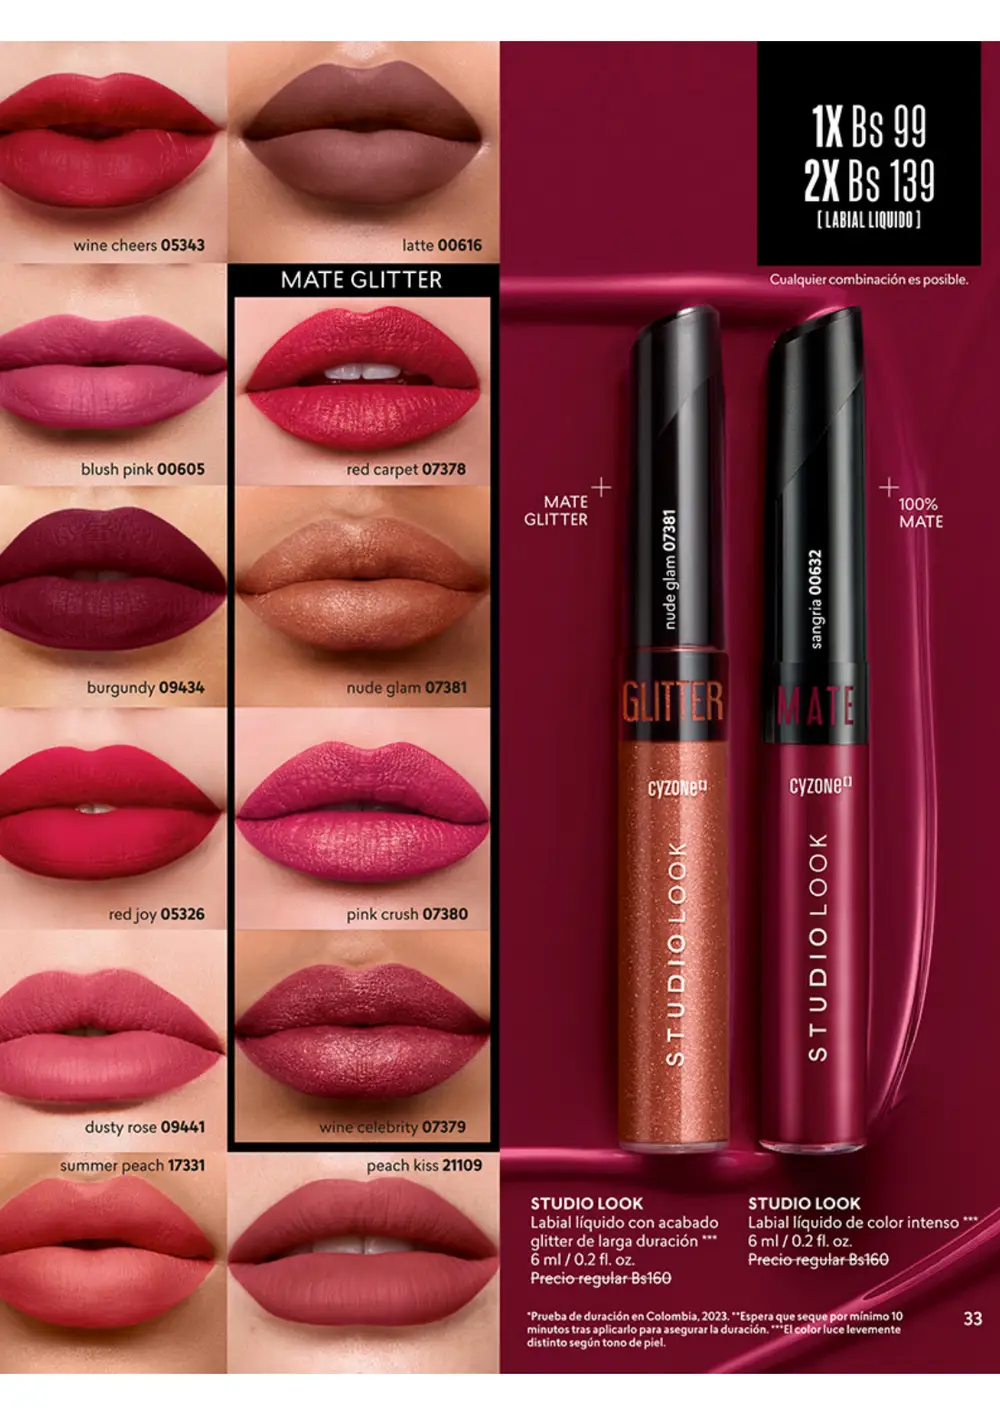 wine cheers 05343
latte 00616
MATE GLITTER
blush pink 00605
red carpet 07378
burgundy 09434
nude glam 07381
red joy 05326
pink crush 07380
dusty rose 09441
wine celebrity 07379
summer peach 17331
peach kiss 21109
1X Bs 99
2X Bs 139
[ LABIAL LIQUIDO ]
Cualquier combinación es posible.
MATE
GLITTER
100%
MATE
nude glam 07381
GLITTER
cyzone
STUDIO LOOK
sangria 00632
MATE
cyzone
STUDIO LOOK
STUDIO LOOK
Labial líquido con acabado
glitter de larga duración ***
6 ml / 0.2 fl. oz.
Precio regular Bs160
STUDIO LOOK
Labial líquido de color intenso ***
6 ml / 0.2 fl. oz.
Precio regular Bs160
*Prueba de duración en Colombia, 2023. **Espera que seque por mínimo 10
minutos tras aplicarlo para asegurar la duración. ***El color luce levemente
distinto según tono de piel.
33